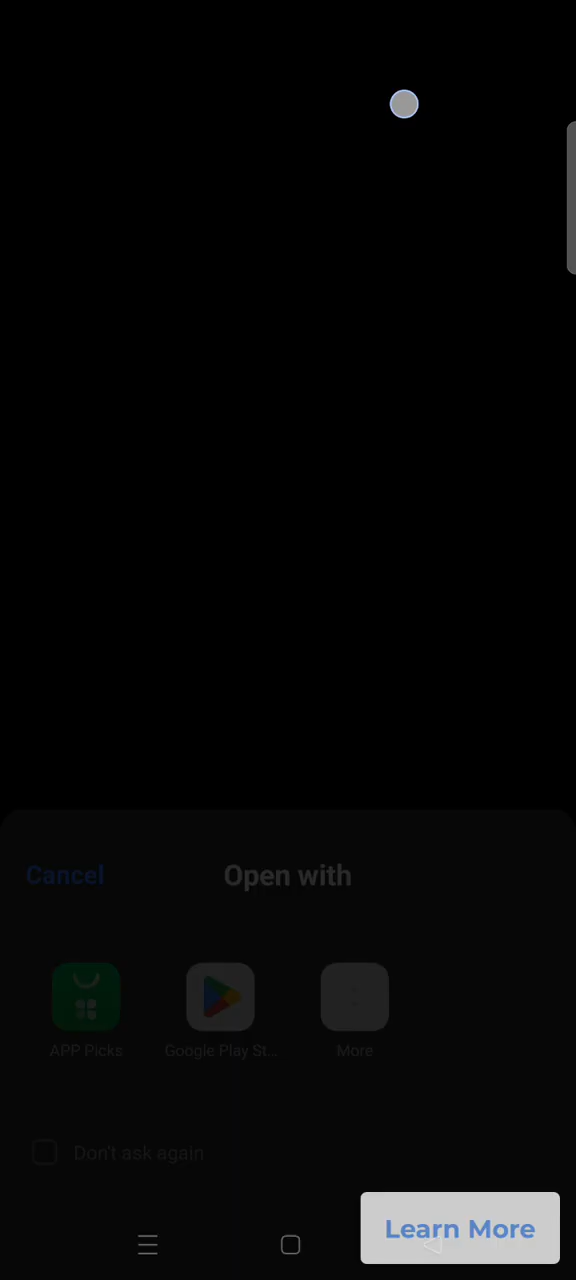 Cancel
Open with
APP Picks
Google Play St...
More
Don't ask again
Learn More